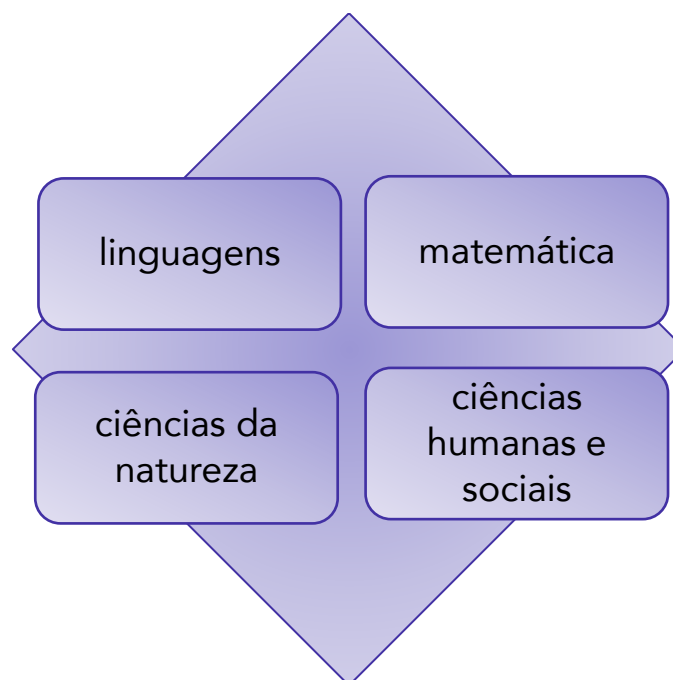 linguagens
matemática
ciências da
natureza
ciências
humanas e
sociais